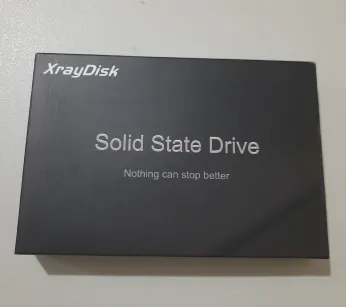 XrayDisk
Solid State Drive
Nothing can stop better